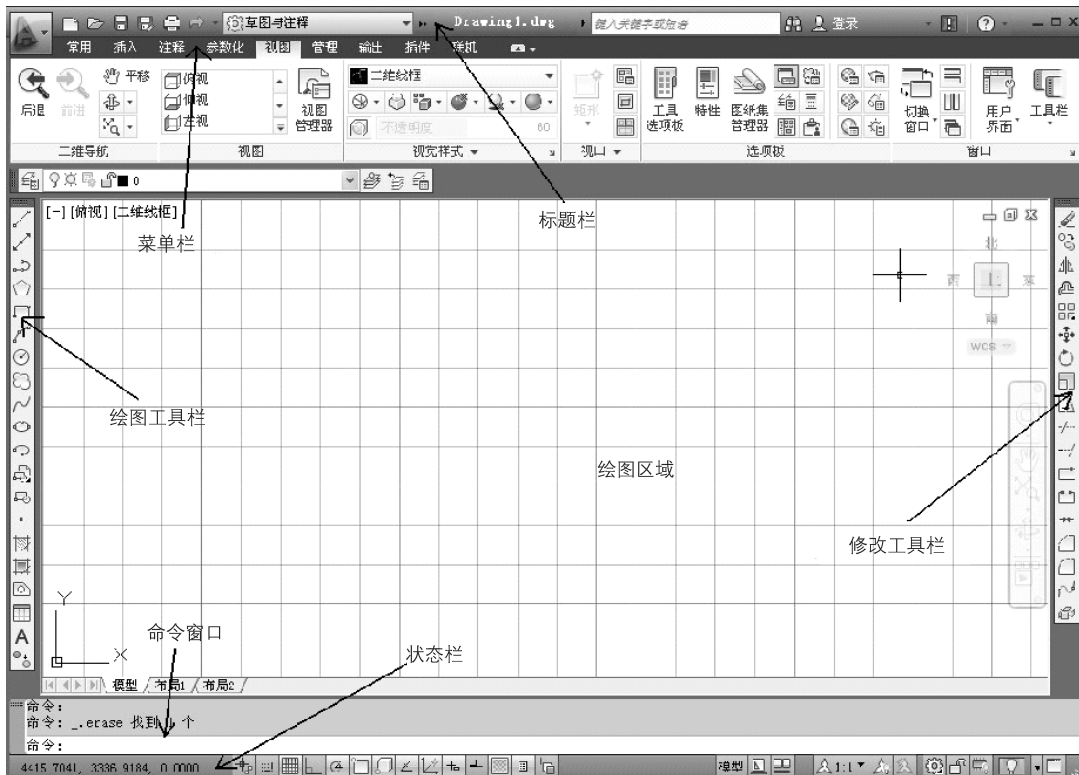 草图与注释
Drawing1.dwg
键入关键字或短语
登录
常用 插入 注释 参数化 视图 管理 输出 插件 联机
后退
前进
平移
二维导航
俯视
仰视
左视
视图
管理器
视图
二维线框
不透明度 60
视觉样式
矩形
视口
工具
选项板
特性
图纸集
管理器
选项板
切换
窗口
用户
界面
工具栏
窗口
0
[-] [俯视] [二维线框]
菜单栏
标题栏
北
西
上
东
南
WCS
绘图工具栏
绘图区域
修改工具栏
Y
X
命令窗口
状态栏
A
模型 布局1 布局2
命令:
命令: _.erase 找到 1 个
命令:
4415.7041, 3336.9184, 0.0000
模型
1:1